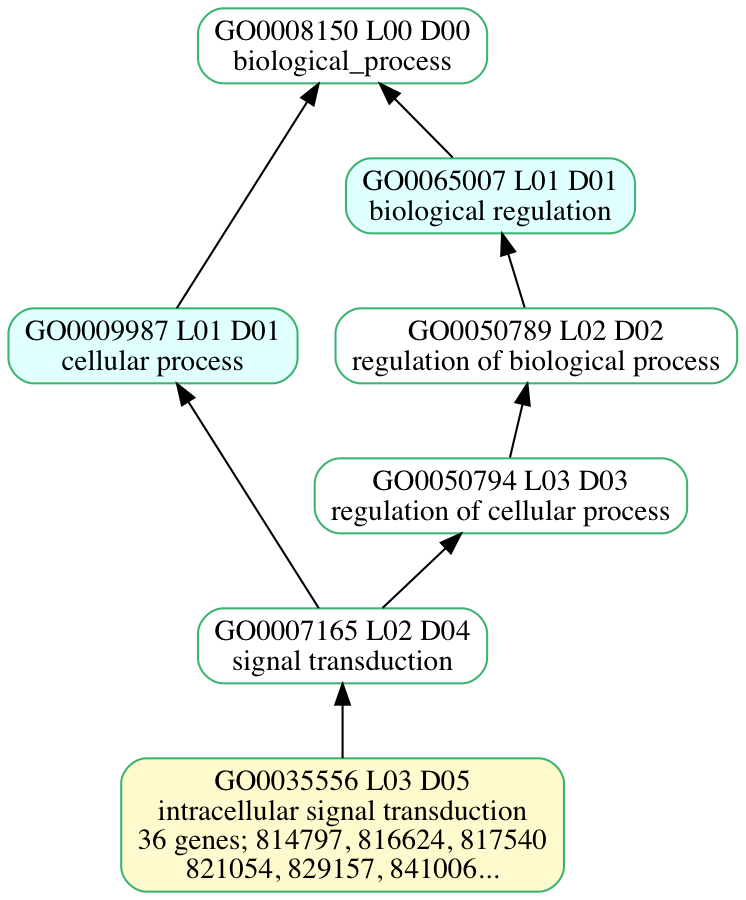 GO0008150 L00 D00
biological_process
GO0065007 L01 D01
biological regulation
GO0009987 L01 D01
cellular process
GO0050789 L02 D02
regulation of biological process
GO0050794 L03 D03
regulation of cellular process
GO0007165 L02 D04
signal transduction
GO0035556 L03 D05
intracellular signal transduction
36 genes; 814797, 816624, 817540
821054, 829157, 841006...